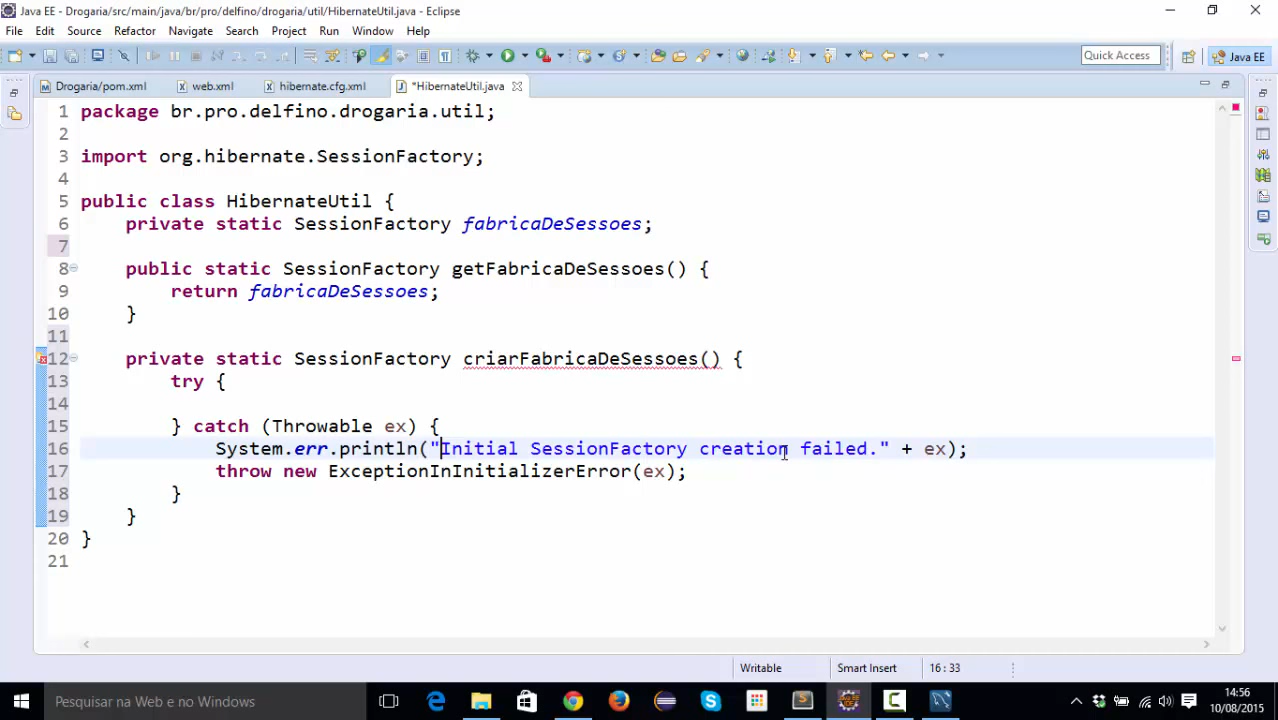 Java EE - Drogaria/src/main/java/br/pro/delfino/drogaria/util/HibernateUtil.java - Eclipse
File Edit Source Refactor Navigate Search Project Run Window Help
Quick Access Java EE
Drogaria/pom.xml web.xml hibernate.cfg.xml *HibernateUtil.java
1 package br.pro.delfino.drogaria.util;
2
3 import org.hibernate.SessionFactory;
4
5 public class HibernateUtil {
6 private static SessionFactory fabricaDeSessoes;
7
8 public static SessionFactory getFabricaDeSessoes() {
9 return fabricaDeSessoes;
10 }
11
12 private static SessionFactory criarFabricaDeSessoes() {
13 try {
14
15 } catch (Throwable ex) {
16 System.err.println("Initial SessionFactory creation failed." + ex);
17 throw new ExceptionInInitializerError(ex);
18 }
19 }
20 }
21
Writable Smart Insert 16 : 33
Pesquisar na Web e no Windows
14:56
10/08/2015